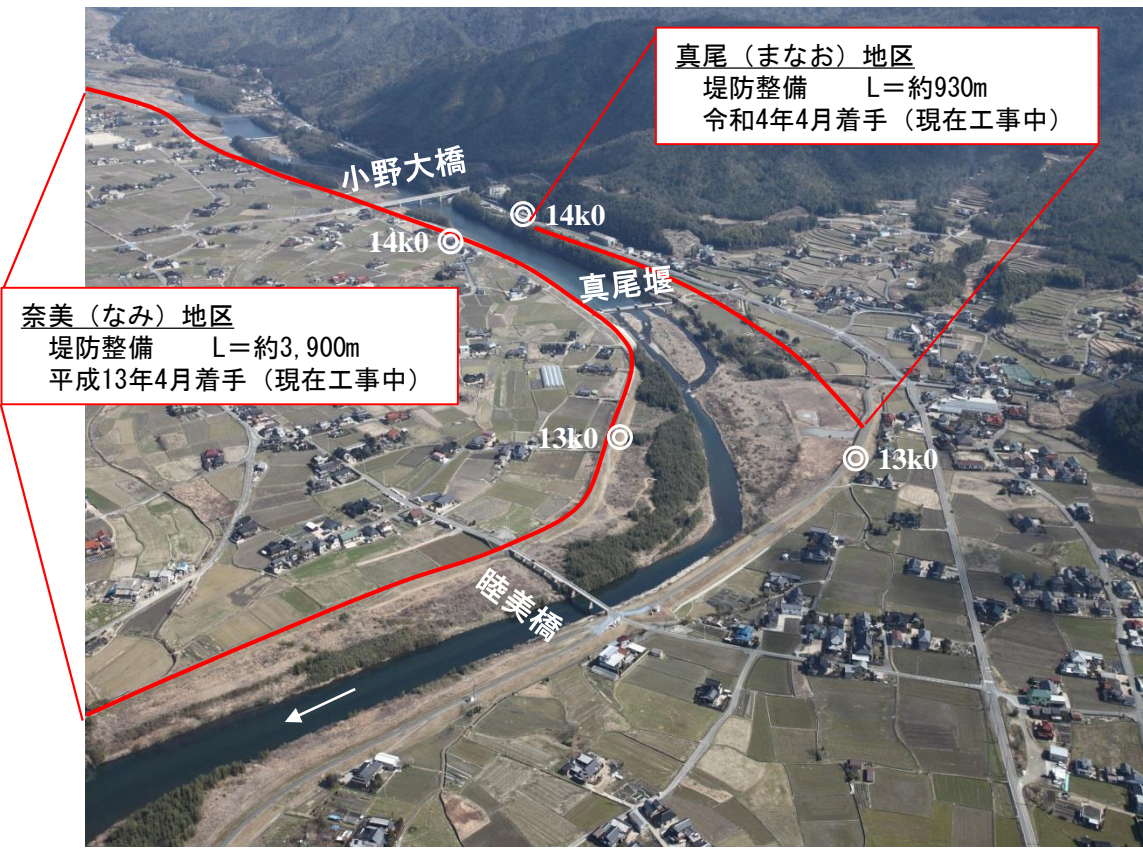 真尾（まなお）地区
堤防整備　　L＝約930m
令和4年4月着手（現在工事中）
小野大橋
14k0
14k0
真尾堰
奈美（なみ）地区
堤防整備　　L＝約3,900m
平成13年4月着手（現在工事中）
13k0
13k0
睦美橋